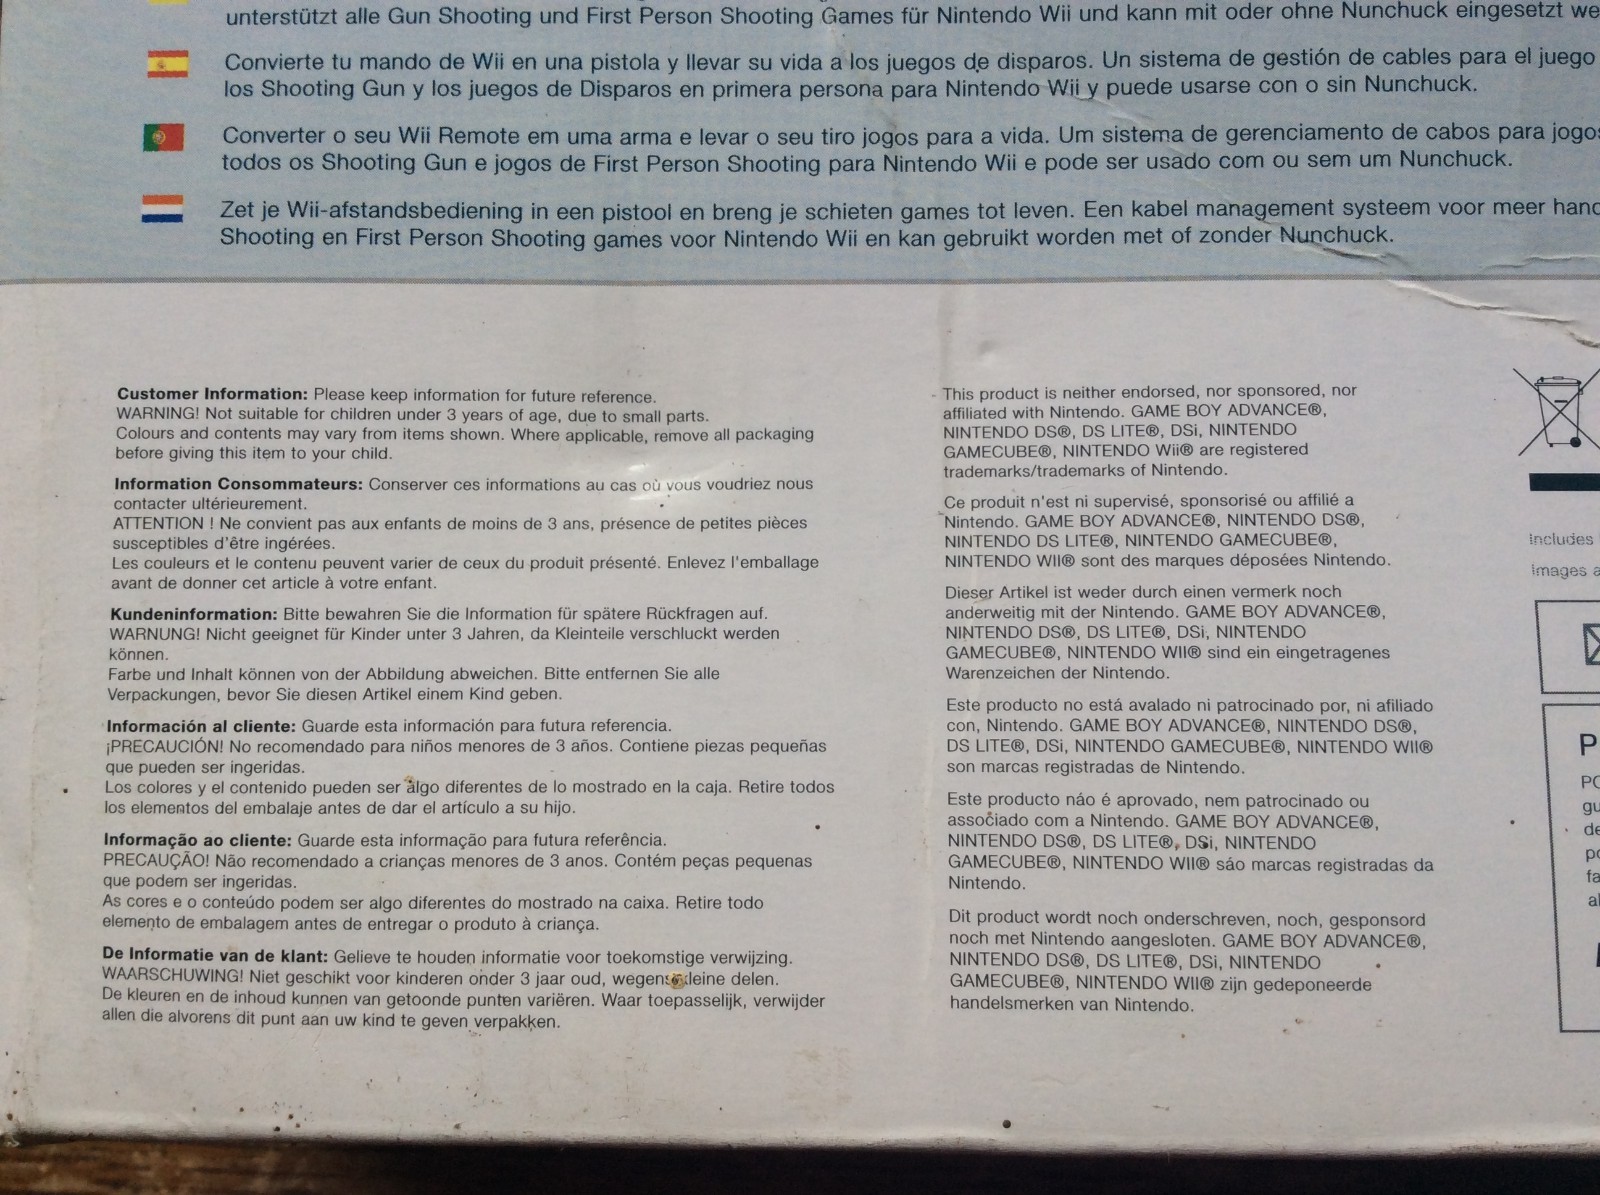 unterstützt alle Gun Shooting und First Person Shooting Games für Nintendo Wii und kann mit oder ohne Nunchuck eingesetzt
Convierte tu mando de Wii en una pistola y llevar su vida a los juegos de disparos. Un sistema de gestión de cables para el juego
los Shooting Gun y los juegos de Disparos en primera persona para Nintendo Wii y puede usarse con o sin Nunchuck.
Converter o seu Wii Remote em uma arma e levar o seu tiro jogos para a vida. Um sistema de gerenciamento de cabos para
todos os Shooting Gun e jogos de First Person Shooting para Nintendo Wii e pode ser usado com ou sem um Nunchuck.
Zet je Wii-afstandsbediening in een pistool en breng je schieten games tot leven. Een kabel management systeem voor meer
Shooting en First Person Shooting games voor Nintendo Wii en kan gebruikt worden met of zonder Nunchuck.
Customer Information: Please keep information for future reference.
WARNING! Not suitable for children under 3 years of age, due to small parts.
Colours and contents may vary from items shown. Where applicable, remove all packaging
before giving this item to your child.
Information Consommateurs: Conserver ces informations au cas où vous voudriez nous
contacter ultérieurement.
ATTENTION ! Ne convient pas aux enfants de moins de 3 ans, présence de petites pièces
susceptibles d'être ingérées.
Les couleurs et le contenu peuvent varier de ceux du produit présenté. Enlevez l'emballage
avant de donner cet article à votre enfant.
Kundeninformation: Bitte bewahren Sie die Information für spätere Rückfragen auf.
WARNUNG! Nicht geeignet für Kinder unter 3 Jahren, da Kleinteile verschluckt werden
können.
Farbe und Inhalt können von der Abbildung abweichen. Bitte entfernen Sie alle
Verpackungen, bevor Sie diesen Artikel einem Kind geben.
Información al cliente: Guarde esta información para futura referencia.
¡PRECAUCIÓN! No recomendado para niños menores de 3 años. Contiene piezas pequeñas
que pueden ser ingeridas.
Los colores y el contenido pueden ser algo diferentes de lo mostrado en la caja. Retire todos
los elementos del embalaje antes de dar el artículo a su hijo.
Informação ao cliente: Guarde esta informação para futura referência.
PRECAUÇÃO! Não recomendado a crianças menores de 3 anos. Contém peças pequenas
que podem ser ingeridas.
As cores e o conteúdo podem ser algo diferentes do mostrado na caixa. Retire todo
elemento de embalagem antes de entregar o produto à criança.
De Informatie van de klant: Gelieve te houden informatie voor toekomstige verwijzing.
WAARSCHUWING! Niet geschikt voor kinderen onder 3 jaar oud, wegens kleine delen.
De kleuren en de inhoud kunnen van getoonde punten variëren. Waar toepasselijk, verwijder
allen die alvorens dit punt aan uw kind te geven verpakken.
This product is neither endorsed, nor sponsored, nor
affiliated with Nintendo. GAME BOY ADVANCE®,
NINTENDO DS®, DS LITE®, DSi, NINTENDO
GAMECUBE®, NINTENDO Wii® are registered
trademarks/trademarks of Nintendo.
Ce produit n'est ni supervisé, sponsorisé ou affilié a
Nintendo. GAME BOY ADVANCE®, NINTENDO DS®,
NINTENDO DS LITE®, NINTENDO GAMECUBE®,
NINTENDO WII® sont des marques déposées Nintendo.
Dieser Artikel ist weder durch einen vermerk noch
anderweitig mit der Nintendo. GAME BOY ADVANCE®,
NINTENDO DS®, DS LITE®, DSi, NINTENDO
GAMECUBE®, NINTENDO WII® sind ein eingetragenes
Warenzeichen der Nintendo.
Este producto no está avalado ni patrocinado por, ni afiliado
con, Nintendo. GAME BOY ADVANCE®, NINTENDO DS®,
DS LITE®, DSi, NINTENDO GAMECUBE®, NINTENDO WII®
son marcas registradas de Nintendo.
Este producto náo é aprovado, nem patrocinado ou
associado com a Nintendo. GAME BOY ADVANCE®,
NINTENDO DS®, DS LITE®, DSi, NINTENDO
GAMECUBE®, NINTENDO WII® sáo marcas registradas da
Nintendo.
Dit product wordt noch onderschreven, noch, gesponsord
noch met Nintendo aangesloten. GAME BOY ADVANCE®,
NINTENDO DS®, DS LITE®, DSi, NINTENDO
GAMECUBE®, NINTENDO WII® zijn gedeponeerde
handelsmerken van Nintendo.
includes
Images